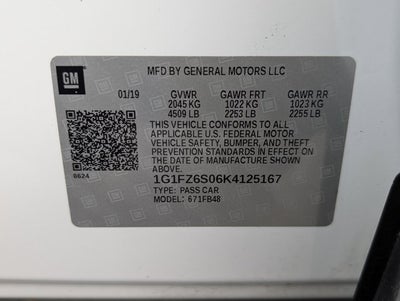 GM
MFD BY GENERAL MOTORS LLC
01/19 GVWR GAWR FRT GAWR RR
2045 KG 1022 KG 1023 KG
4509 LB 2253 LB 2255 LB
THIS VEHICLE CONFORMS TO ALL
APPLICABLE U.S. FEDERAL MOTOR
VEHICLE SAFETY, BUMPER, AND THEFT
PREVENTION STANDARDS IN EFFECT
ON THE DATE OF MANUFACTURE
SHOWN ABOVE.
1G1FZ6S06K4125167
0624 TYPE: PASS CAR
MODEL: 671FB48